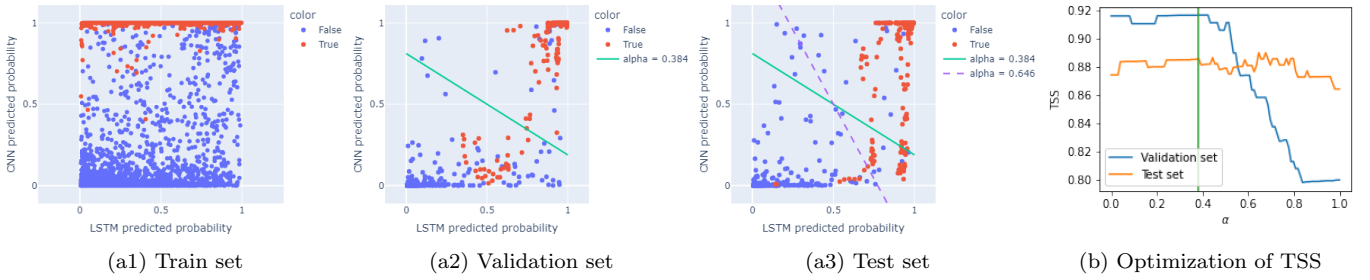 color
False
True
1
0.5
0
CNN predicted probability
0
0.5
1
LSTM predicted probability
(a1) Train set
color
False
True
alpha = 0.384
1
0.5
0
CNN predicted probability
0
0.5
1
LSTM predicted probability
(a2) Validation set
color
False
True
alpha = 0.384
alpha = 0.646
1
0.5
0
CNN predicted probability
0
0.5
1
LSTM predicted probability
(a3) Test set
0.92
0.90
0.88
0.86
0.84
0.82
0.80
TSS
Validation set
Test set
0.0 0.2 0.4 0.6 0.8 1.0
α
(b) Optimization of TSS